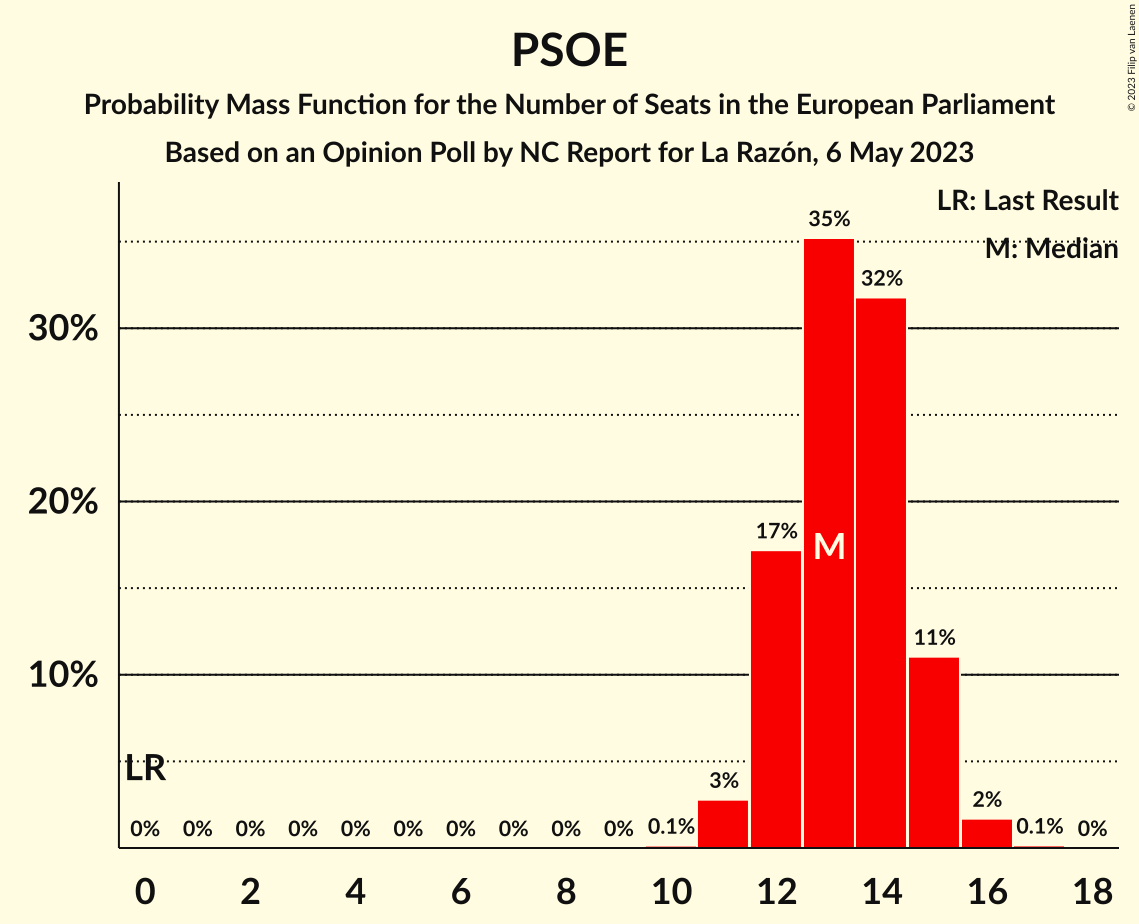 PSOE
Probability Mass Function for the Number of Seats in the European Parliament
Based on an Opinion Poll by NC Report for La Razón, 6 May 2023
© 2023 Filip van Laenen
LR: Last Result
M: Median
30%
20%
10%
LR
M
0% 0% 0% 0% 0% 0% 0% 0% 0% 0% 0.1% 3% 17% 35% 32% 11% 2% 0.1% 0%
0 2 4 6 8 10 12 14 16 18